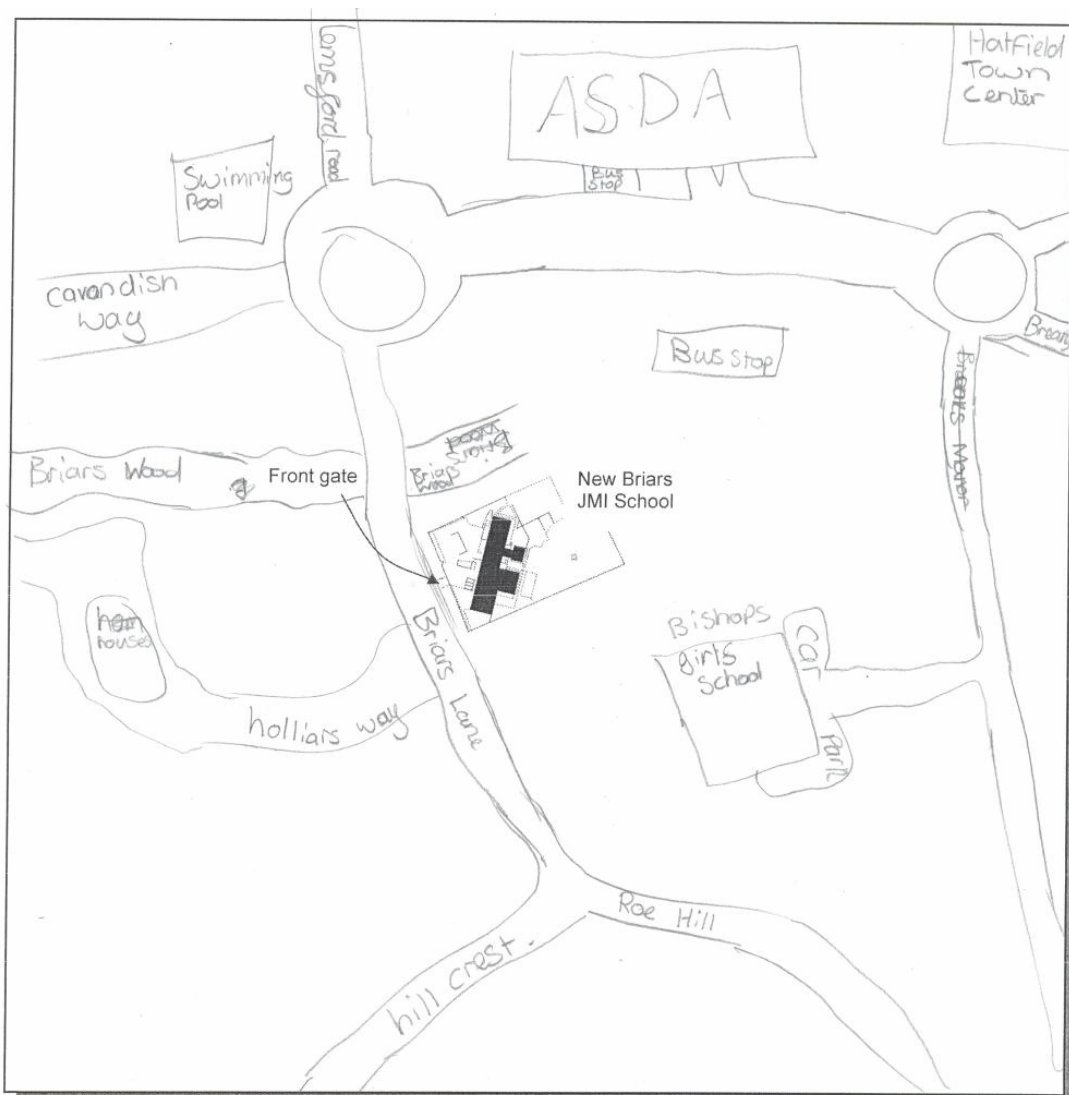 Lemsford road
ASDA
Hatfield
Town
Center
Swimming
Pool
Bus
Stop
Cavandish
way
Bus stop
Briars Wood
Front gate
Briars
Wood
New Briars
JMI School
Manor
houses
Briars Lane
holliars way
Bishops
girls
School
Car
Park
Roe Hill
hill crest.